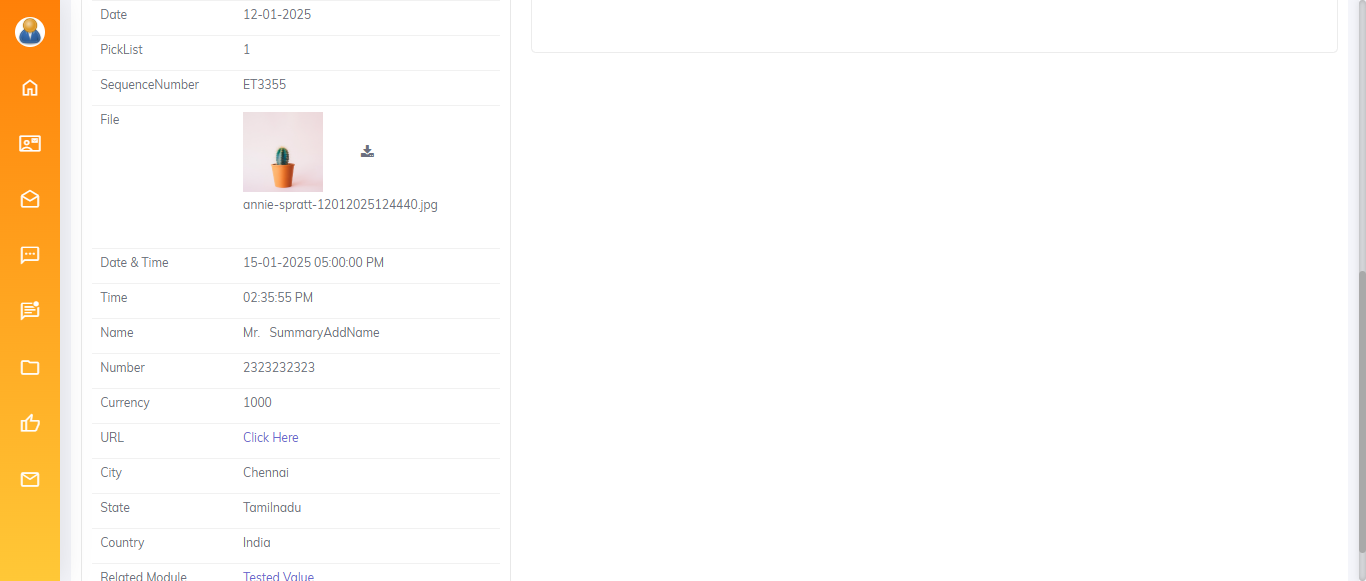 Date 12-01-2025
PickList 1
SequenceNumber ET3355
File
annie-spratt-12012025124440.jpg
Date & Time 15-01-2025 05:00:00 PM
Time 02:35:55 PM
Name Mr. SummaryAddName
Number 2323232323
Currency 1000
URL Click Here
City Chennai
State Tamilnadu
Country India
Related Module Tested Value